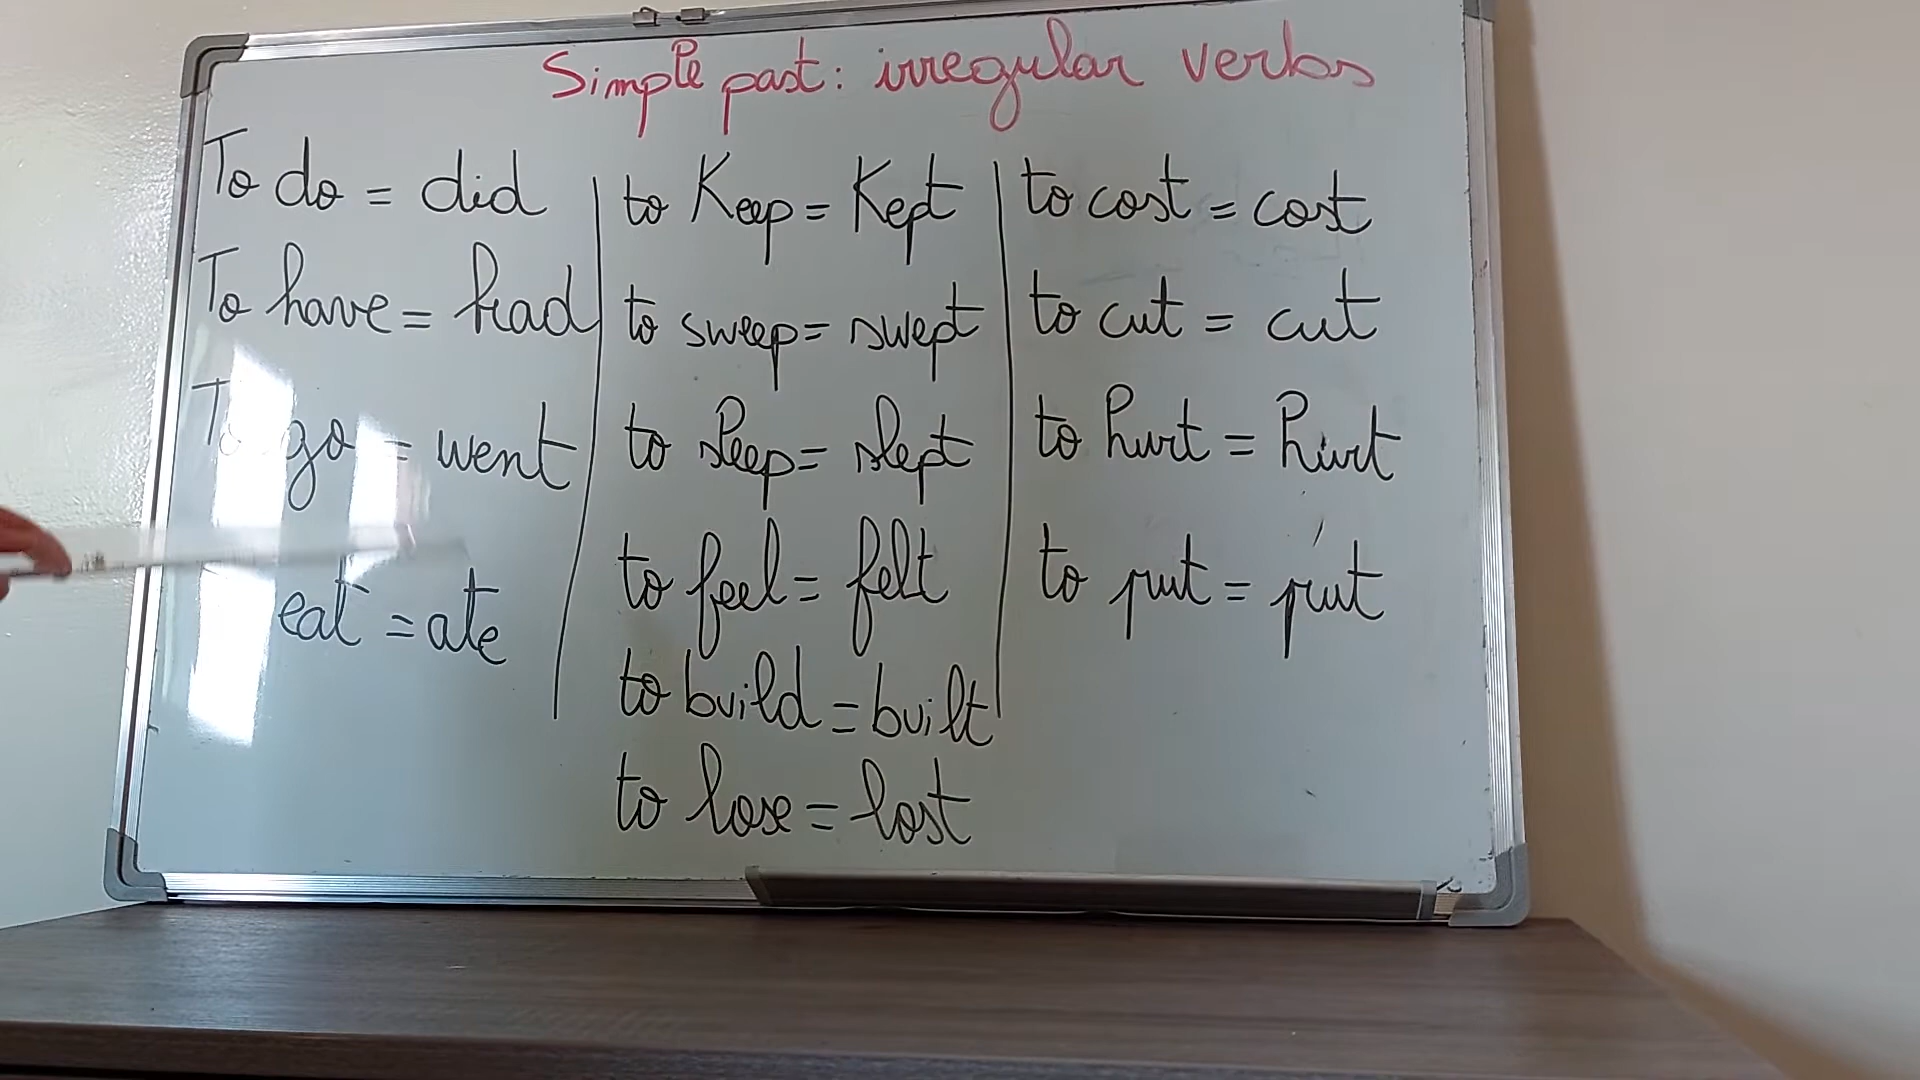 Simple past: irregular verbs
To do = did
To have = had
To go = went
eat = ate
to Keep = Kept
to sweep = swept
to sleep = slept
to feel = felt
to build = built
to lose = lost
to cost = cost
to cut = cut
to hurt = hurt
to put = put